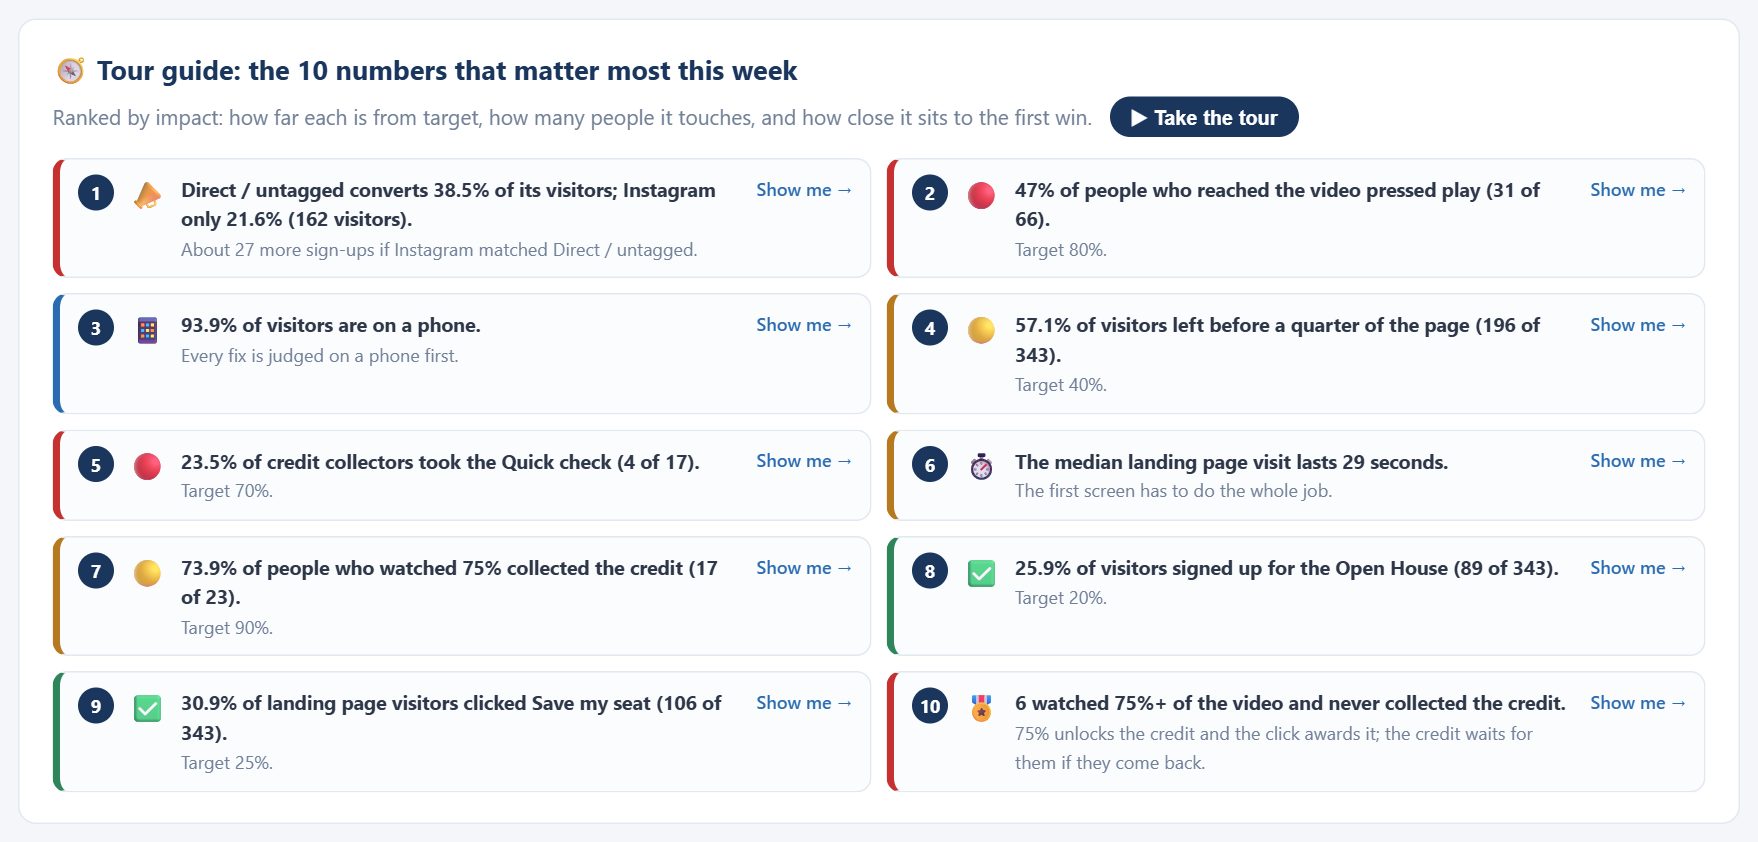 Tour guide: the 10 numbers that matter most this week
Ranked by impact: how far each is from target, how many people it touches, and how close it sits to the first win.
▶ Take the tour
1
Direct / untagged converts 38.5% of its visitors; Instagram
only 21.6% (162 visitors).
About 27 more sign-ups if Instagram matched Direct / untagged.
Show me →
2
47% of people who reached the video pressed play (31 of
66).
Target 80%.
Show me →
3
93.9% of visitors are on a phone.
Every fix is judged on a phone first.
Show me →
4
57.1% of visitors left before a quarter of the page (196 of
343).
Target 40%.
Show me →
5
23.5% of credit collectors took the Quick check (4 of 17).
Target 70%.
Show me →
6
The median landing page visit lasts 29 seconds.
The first screen has to do the whole job.
Show me →
7
73.9% of people who watched 75% collected the credit (17
of 23).
Target 90%.
Show me →
8
25.9% of visitors signed up for the Open House (89 of 343).
Target 20%.
Show me →
9
30.9% of landing page visitors clicked Save my seat (106 of
343).
Target 25%.
Show me →
10
6 watched 75%+ of the video and never collected the credit.
75% unlocks the credit and the click awards it; the credit waits for
them if they come back.
Show me →